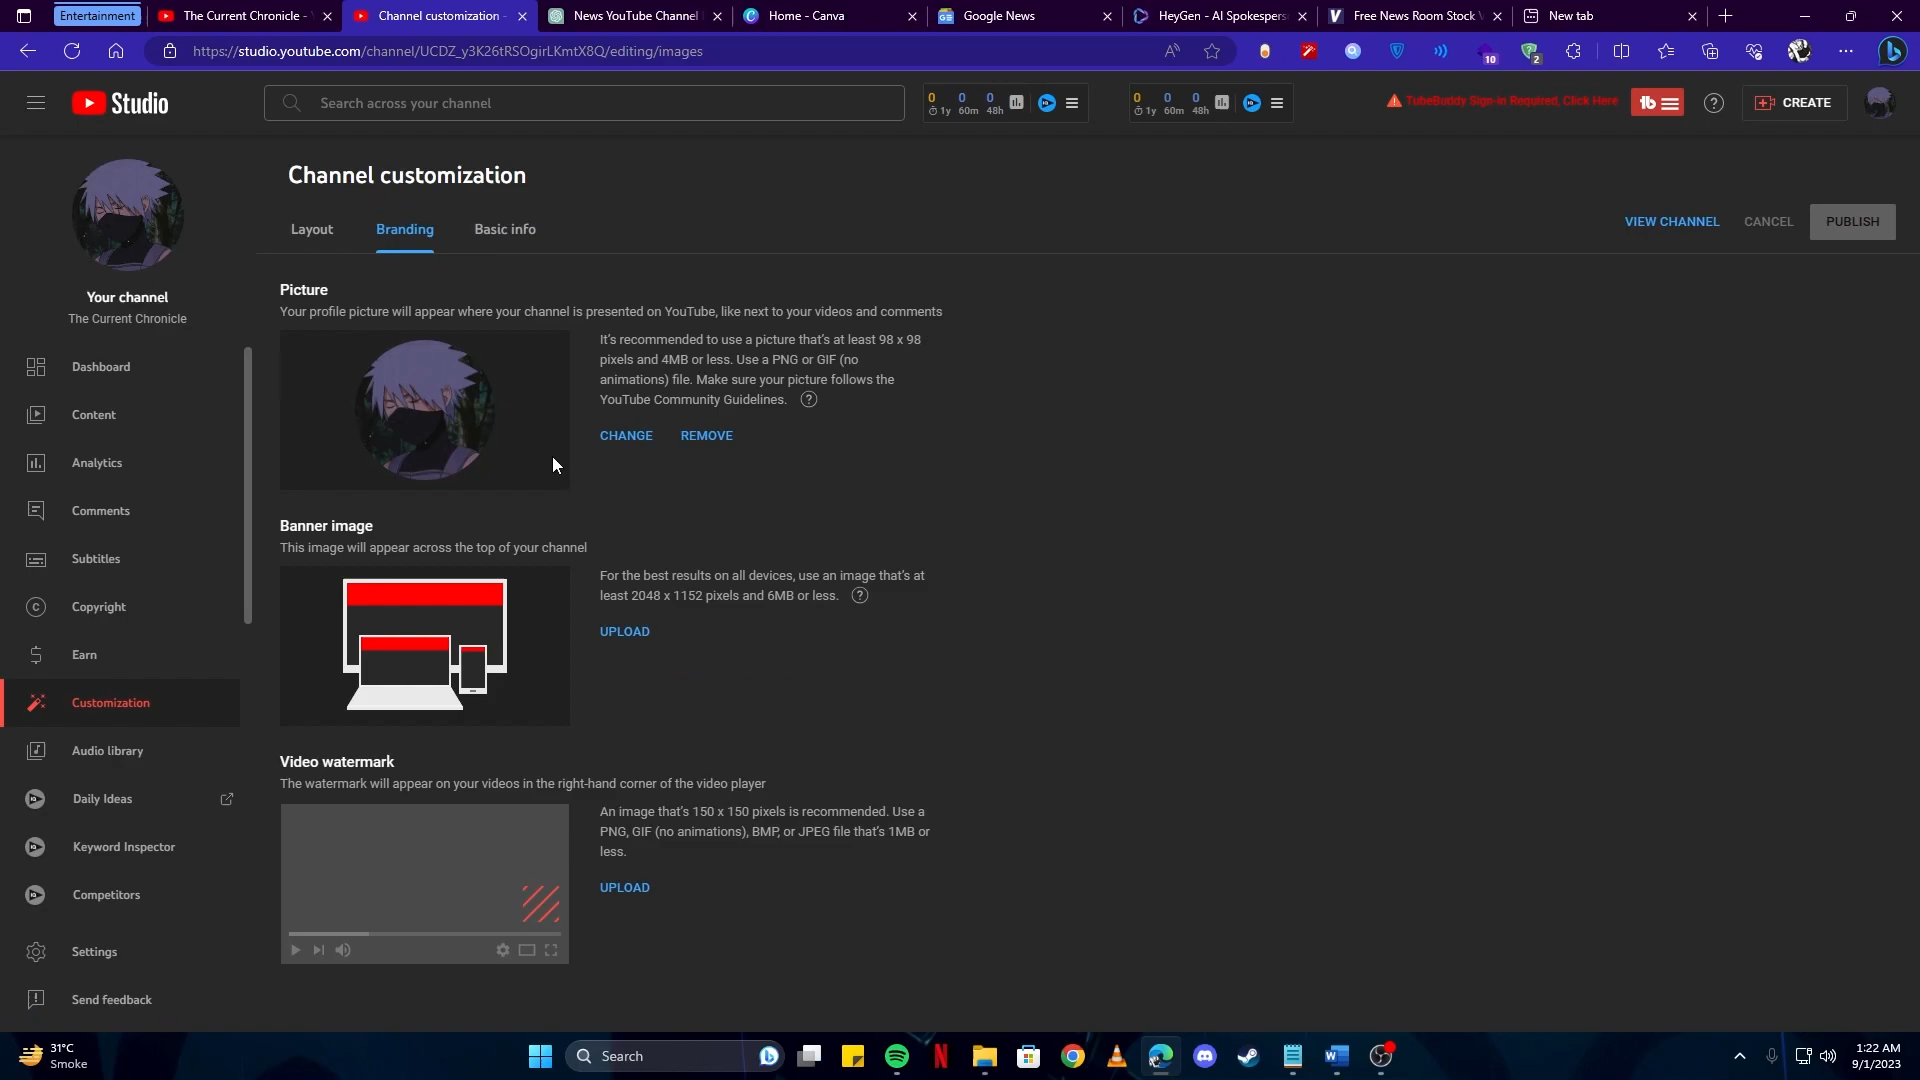 Entertainment
The Current Chronicle -
Channel customization -
News YouTube Channel
Home - Canva
Google News
HeyGen - AI Spokespers
Free News Room Stock V
New tab
https://studio.youtube.com/channel/UCDZ_y3K26tRSOgirLKmtX8Q/editing/images
10
2
Studio
Search across your channel
0 0 0
1y 60m 48h
0 0 0
1y 60m 48h
TubeBuddy Sign-in Required, Click Here
tb
CREATE
Channel customization
Layout
Branding
Basic info
VIEW CHANNEL
CANCEL
PUBLISH
Your channel
The Current Chronicle
Dashboard
Content
Analytics
Comments
Subtitles
Copyright
Earn
Customization
Audio library
Daily Ideas
Keyword Inspector
Competitors
Settings
Send feedback
Picture
Your profile picture will appear where your channel is presented on YouTube, like next to your videos and comments
It's recommended to use a picture that's at least 98 x 98
pixels and 4MB or less. Use a PNG or GIF (no
animations) file. Make sure your picture follows the
YouTube Community Guidelines.
CHANGE
REMOVE
Banner image
This image will appear across the top of your channel
For the best results on all devices, use an image that's at
least 2048 x 1152 pixels and 6MB or less.
UPLOAD
Video watermark
The watermark will appear on your videos in the right-hand corner of the video player
An image that's 150 x 150 pixels is recommended. Use a
PNG, GIF (no animations), BMP, or JPEG file that's 1MB or
less.
UPLOAD
31°C
Smoke
Search
1:22 AM
9/1/2023